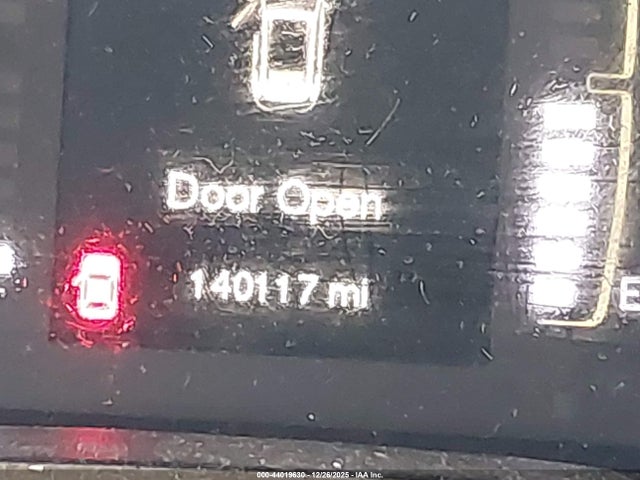 Door Open
140117 mi
E
000-44019630 - 12/26/2025 - IAA Inc.